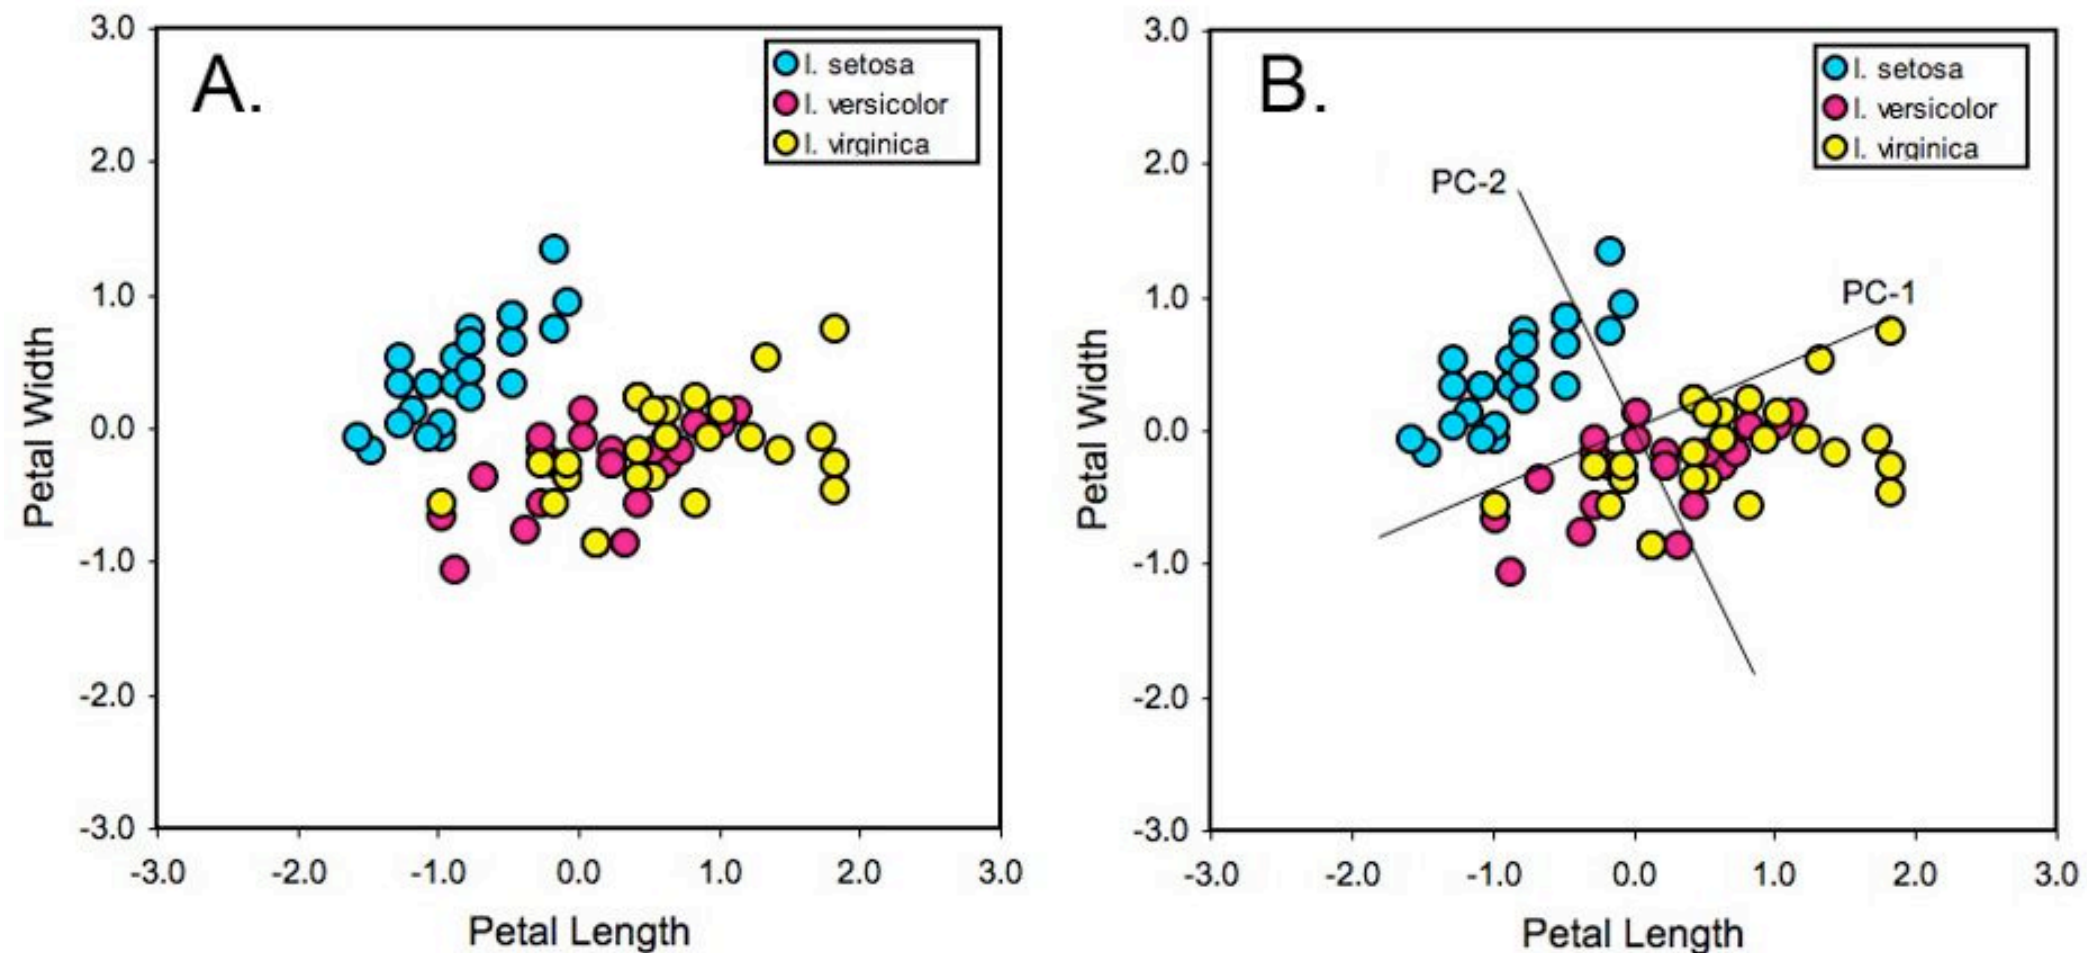 A.
I. setosa
I. versicolor
I. virginica
3.0
2.0
1.0
0.0
-1.0
-2.0
-3.0
Petal Width
-3.0 -2.0 -1.0 0.0 1.0 2.0 3.0
Petal Length
B.
I. setosa
I. versicolor
I. virginica
PC-2
PC-1
3.0
2.0
1.0
0.0
-1.0
-2.0
-3.0
Petal Width
-3.0 -2.0 -1.0 0.0 1.0 2.0 3.0
Petal Length